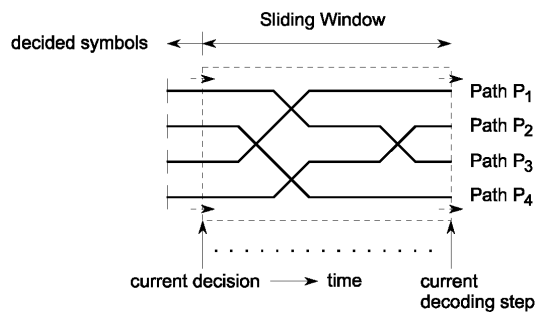 Sliding Window
decided symbols
Path P1
Path P2
Path P3
Path P4
current decision
time
current
decoding step